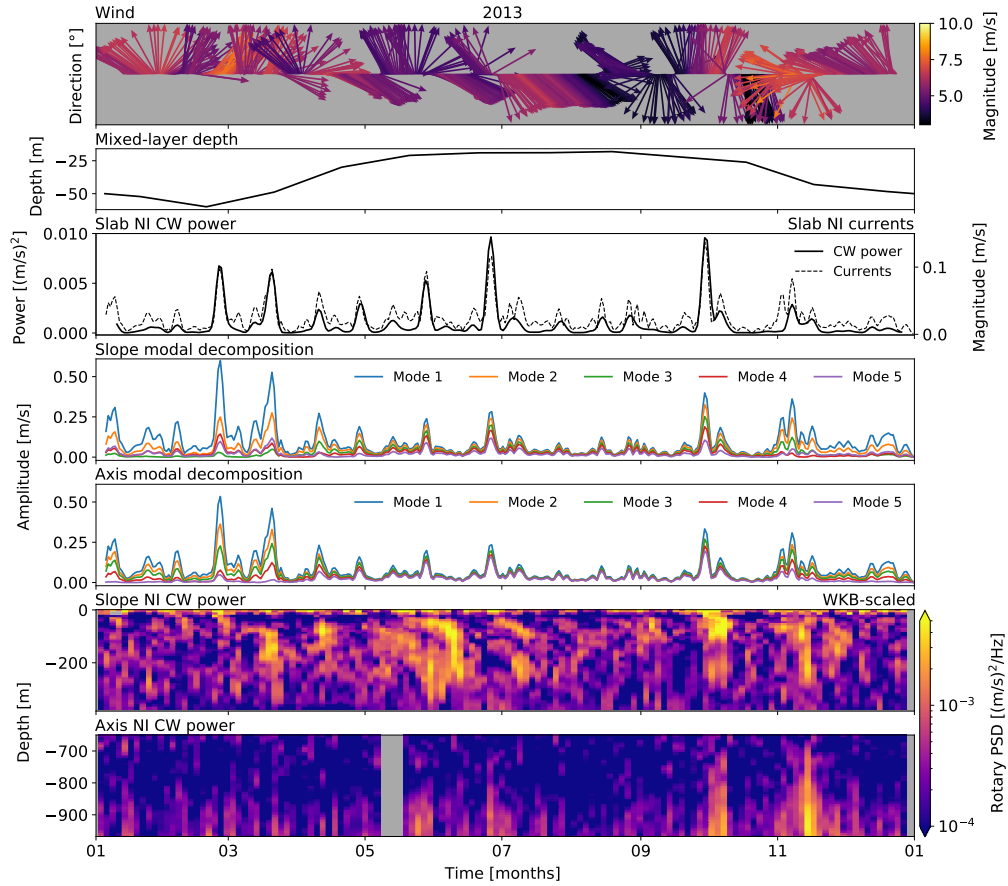 Wind
2013
Direction [°]
10.0
7.5
5.0
Magnitude [m/s]
Mixed-layer depth
Depth [m]
−25
−50
Slab NI CW power
Slab NI currents
Power [(m/s)²]
0.010
0.005
0.000
CW power
Currents
0.1
0.0
Magnitude [m/s]
Slope modal decomposition
0.50
0.25
0.00
Mode 1
Mode 2
Mode 3
Mode 4
Mode 5
Amplitude [m/s]
Axis modal decomposition
0.50
0.25
0.00
Mode 1
Mode 2
Mode 3
Mode 4
Mode 5
Slope NI CW power
WKB-scaled
0
−200
Depth [m]
Axis NI CW power
−700
−800
−900
10⁻³
10⁻⁴
Rotary PSD [(m/s)²/Hz]
01
03
05
07
09
11
01
Time [months]